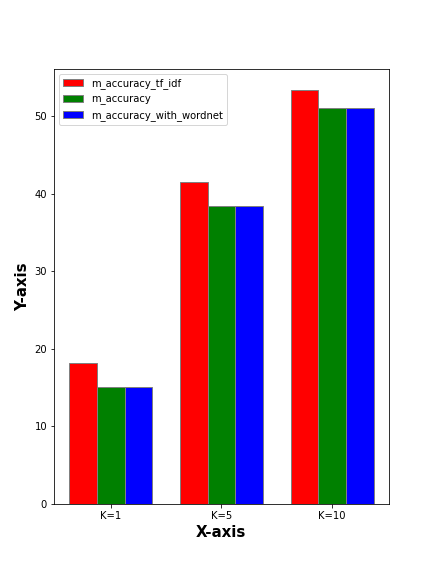 m_accuracy_tf_idf
m_accuracy
m_accuracy_with_wordnet
Y-axis
50
40
30
20
10
0
K=1 K=5 K=10
X-axis